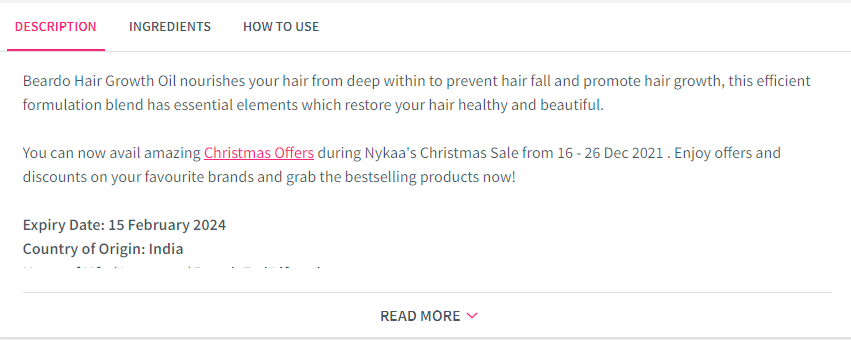 DESCRIPTION INGREDIENTS HOW TO USE
Beardo Hair Growth Oil nourishes your hair from deep within to prevent hair fall and promote hair growth, this efficient
formulation blend has essential elements which restore your hair healthy and beautiful.
You can now avail amazing Christmas Offers during Nykaa's Christmas Sale from 16 - 26 Dec 2021 . Enjoy offers and
discounts on your favourite brands and grab the bestselling products now!
Expiry Date: 15 February 2024
Country of Origin: India
READ MORE